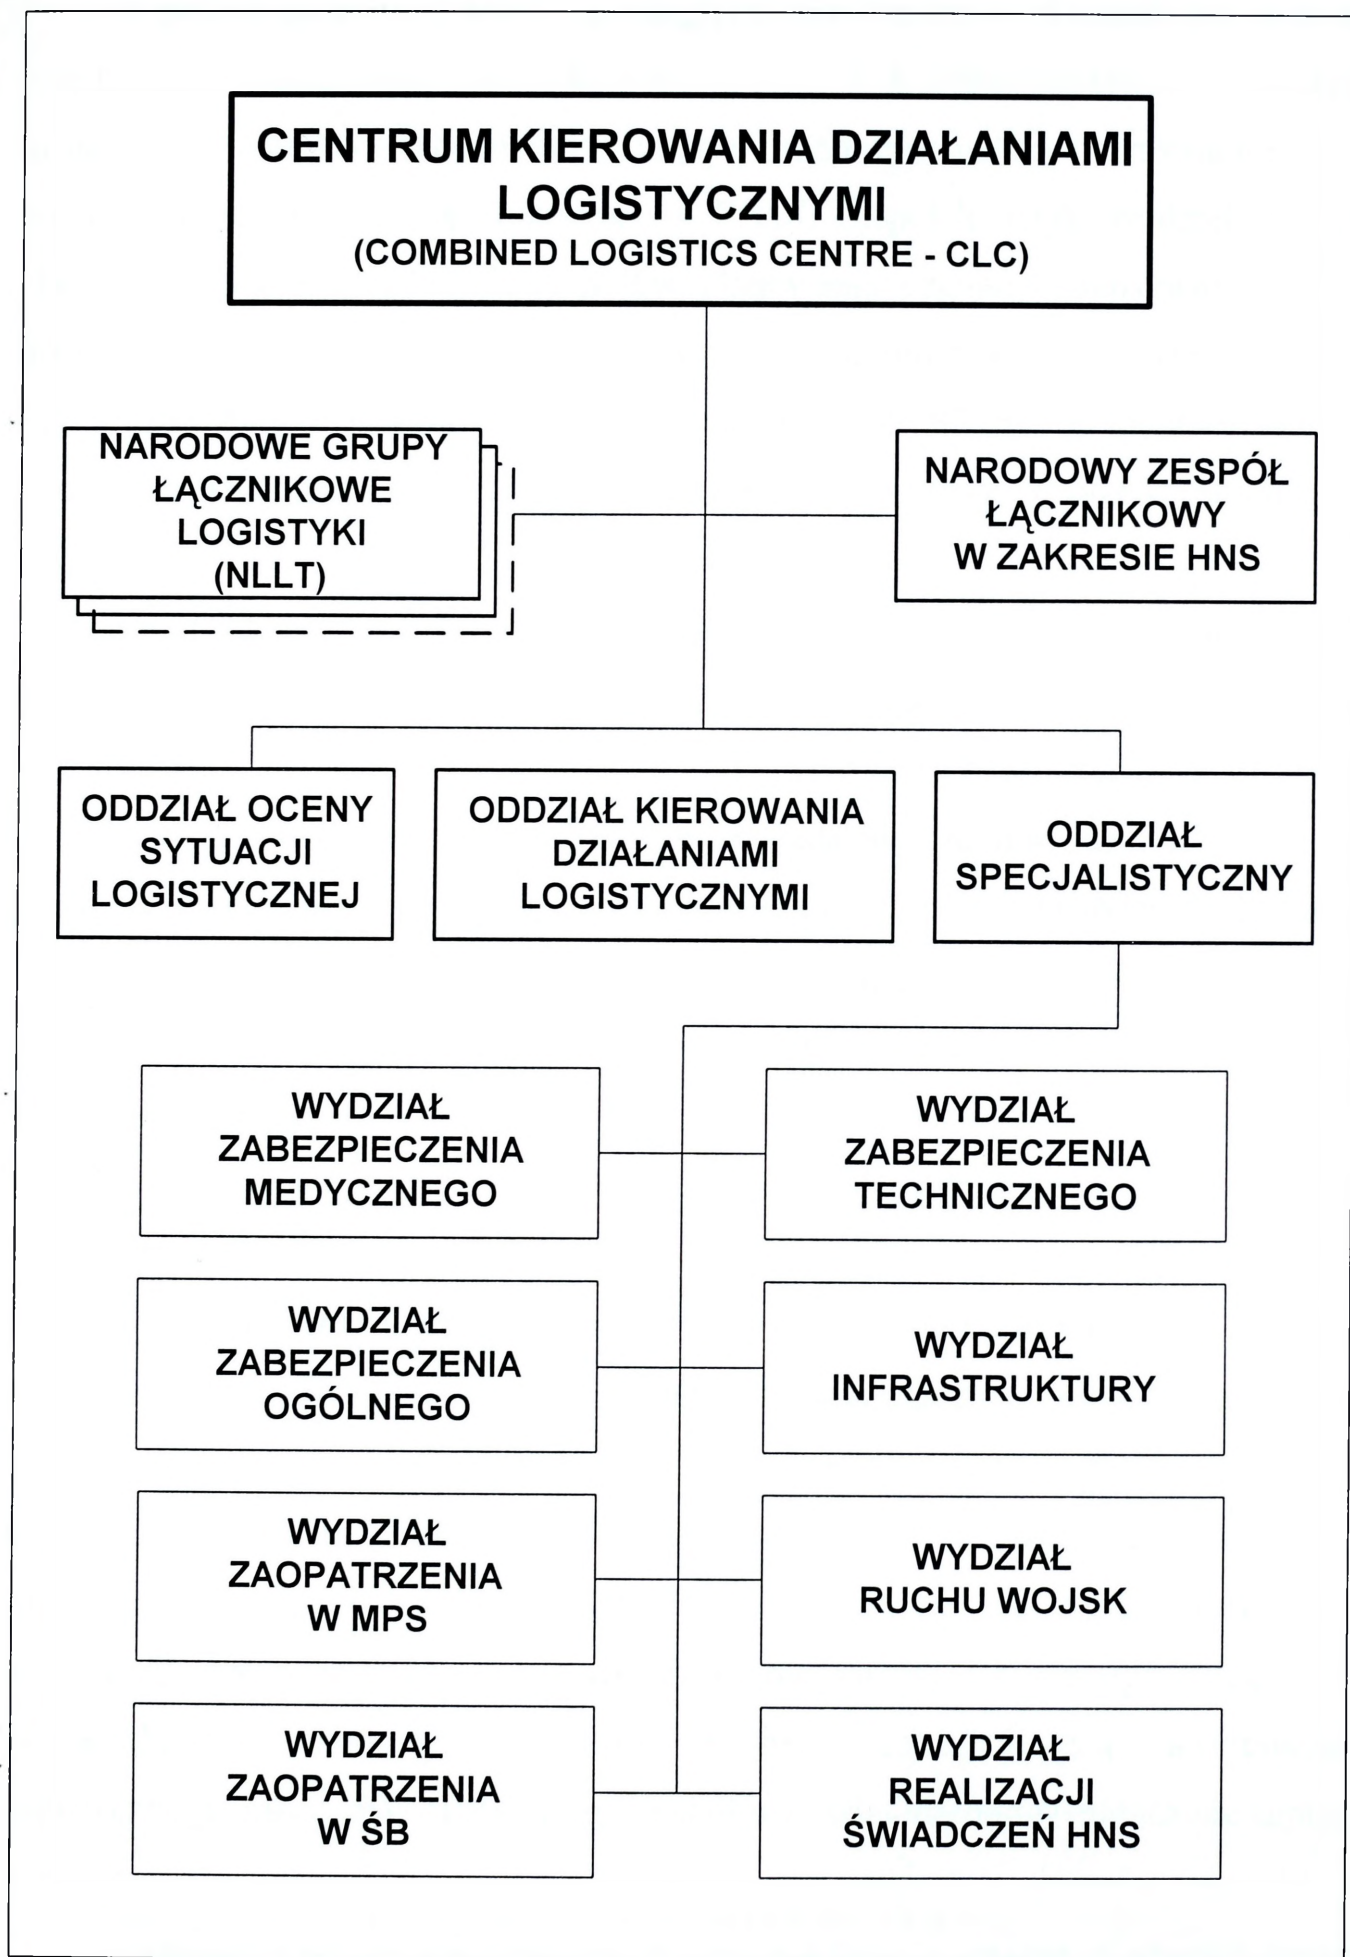 CENTRUM KIEROWANIA DZIAŁANIAMI
LOGISTYCZNYMI
(COMBINED LOGISTICS CENTRE - CLC)
NARODOWE GRUPY
ŁĄCZNIKOWE
LOGISTYKI
(NLLT)
NARODOWY ZESPÓŁ
ŁĄCZNIKOWY
W ZAKRESIE HNS
ODDZIAŁ OCENY
SYTUACJI
LOGISTYCZNEJ
ODDZIAŁ KIEROWANIA
DZIAŁANIAMI
LOGISTYCZNYMI
ODDZIAŁ
SPECJALISTYCZNY
WYDZIAŁ
ZABEZPIECZENIA
MEDYCZNEGO
WYDZIAŁ
ZABEZPIECZENIA
TECHNICZNEGO
WYDZIAŁ
ZABEZPIECZENIA
OGÓLNEGO
WYDZIAŁ
INFRASTRUKTURY
WYDZIAŁ
ZAOPATRZENIA
W MPS
WYDZIAŁ
RUCHU WOJSK
WYDZIAŁ
ZAOPATRZENIA
W ŚB
WYDZIAŁ
REALIZACJI
ŚWIADCZEŃ HNS